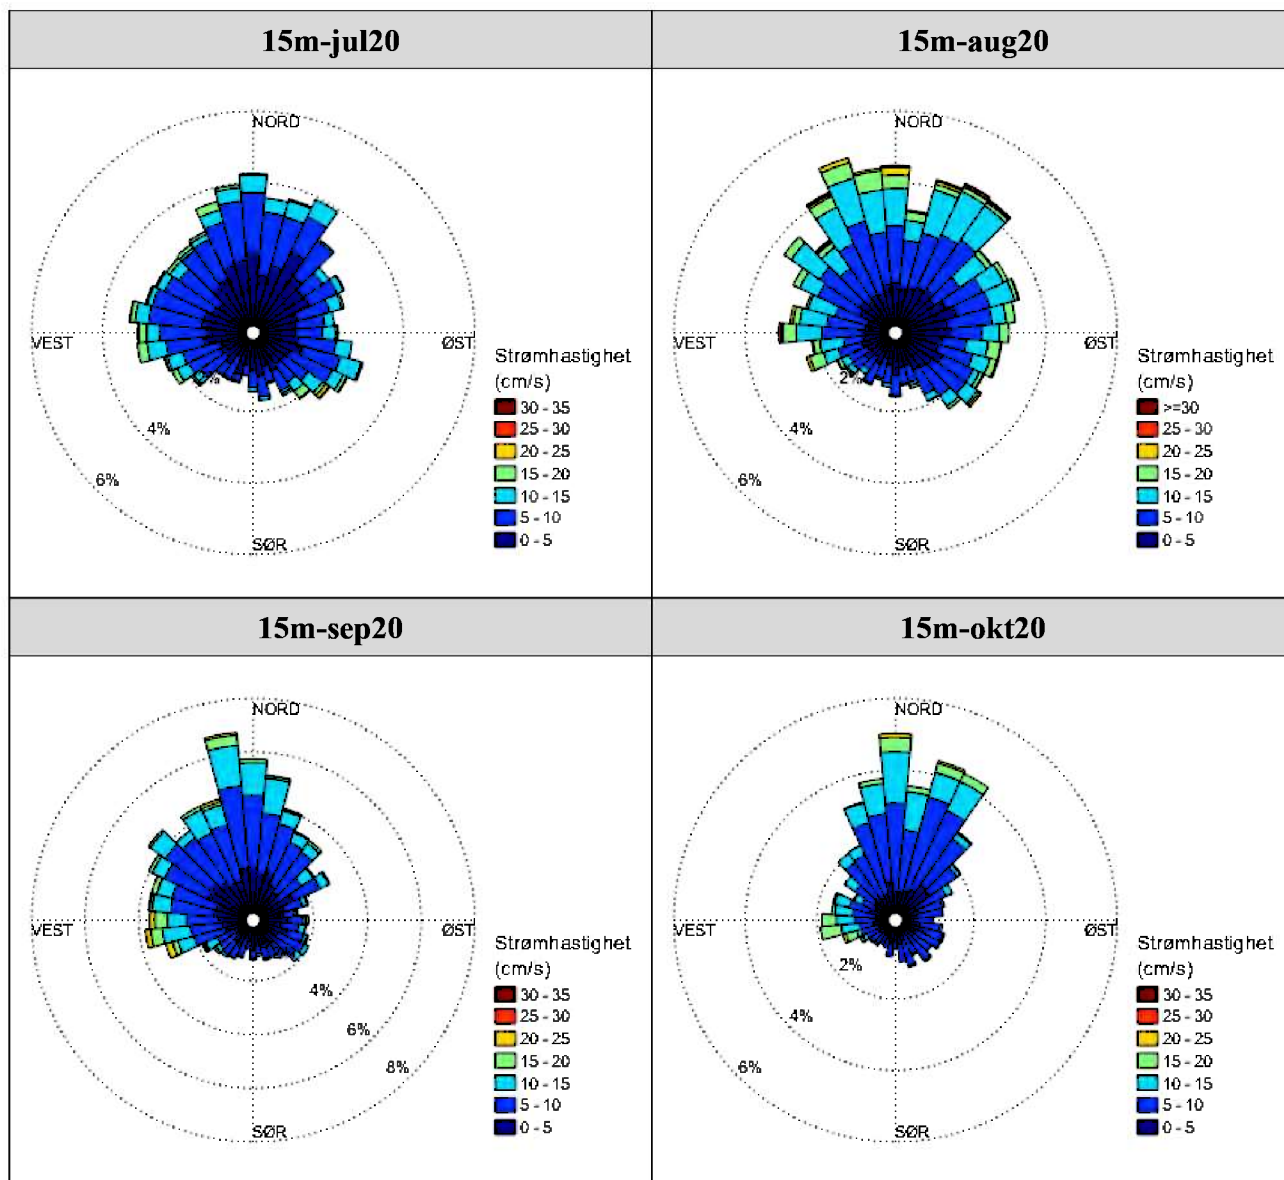 15m-jul20
NORD
VEST
ØST
SØR
4%
6%
Strømhastighet
(cm/s)
30 - 35
25 - 30
20 - 25
15 - 20
10 - 15
5 - 10
0 - 5
15m-aug20
NORD
VEST
ØST
SØR
2%
4%
6%
Strømhastighet
(cm/s)
>=30
25 - 30
20 - 25
15 - 20
10 - 15
5 - 10
0 - 5
15m-sep20
NORD
VEST
ØST
SØR
4%
6%
8%
Strømhastighet
(cm/s)
30 - 35
25 - 30
20 - 25
15 - 20
10 - 15
5 - 10
0 - 5
15m-okt20
NORD
VEST
ØST
SØR
2%
4%
6%
Strømhastighet
(cm/s)
30 - 35
25 - 30
20 - 25
15 - 20
10 - 15
5 - 10
0 - 5